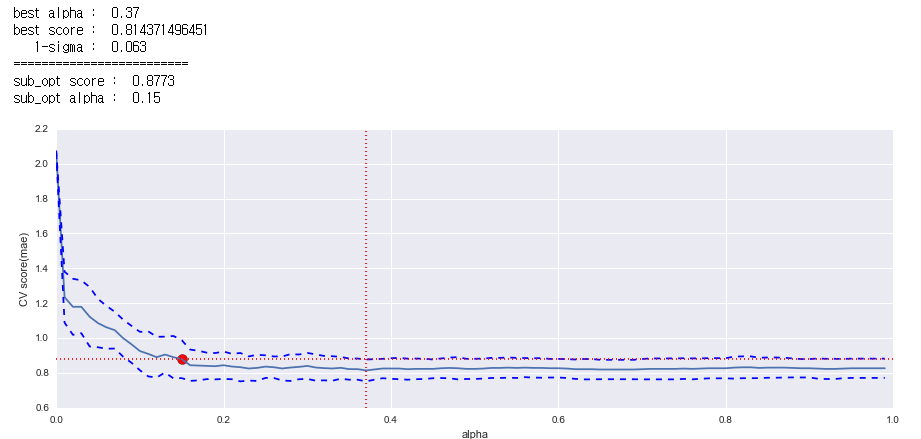 best alpha :  0.37
best score :  0.814371496451
1-sigma :  0.063
=========================
sub_opt score :  0.8773
sub_opt alpha :  0.15
2.2
2.0
1.8
1.6
1.4
1.2
1.0
0.8
0.6
CV score(mae)
0.0 0.2 0.4 0.6 0.8 1.0
alpha